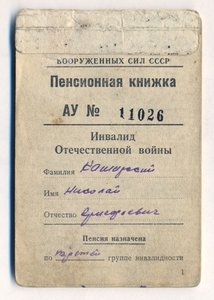 ВООРУЖЕННЫХ СИЛ СССР
Пенсионная книжка
АУ № 11026
Инвалид
Отечественной войны
Фамилия
Имя Николай
Отчество
Пенсия назначена
по третьей группе инвалидности
1